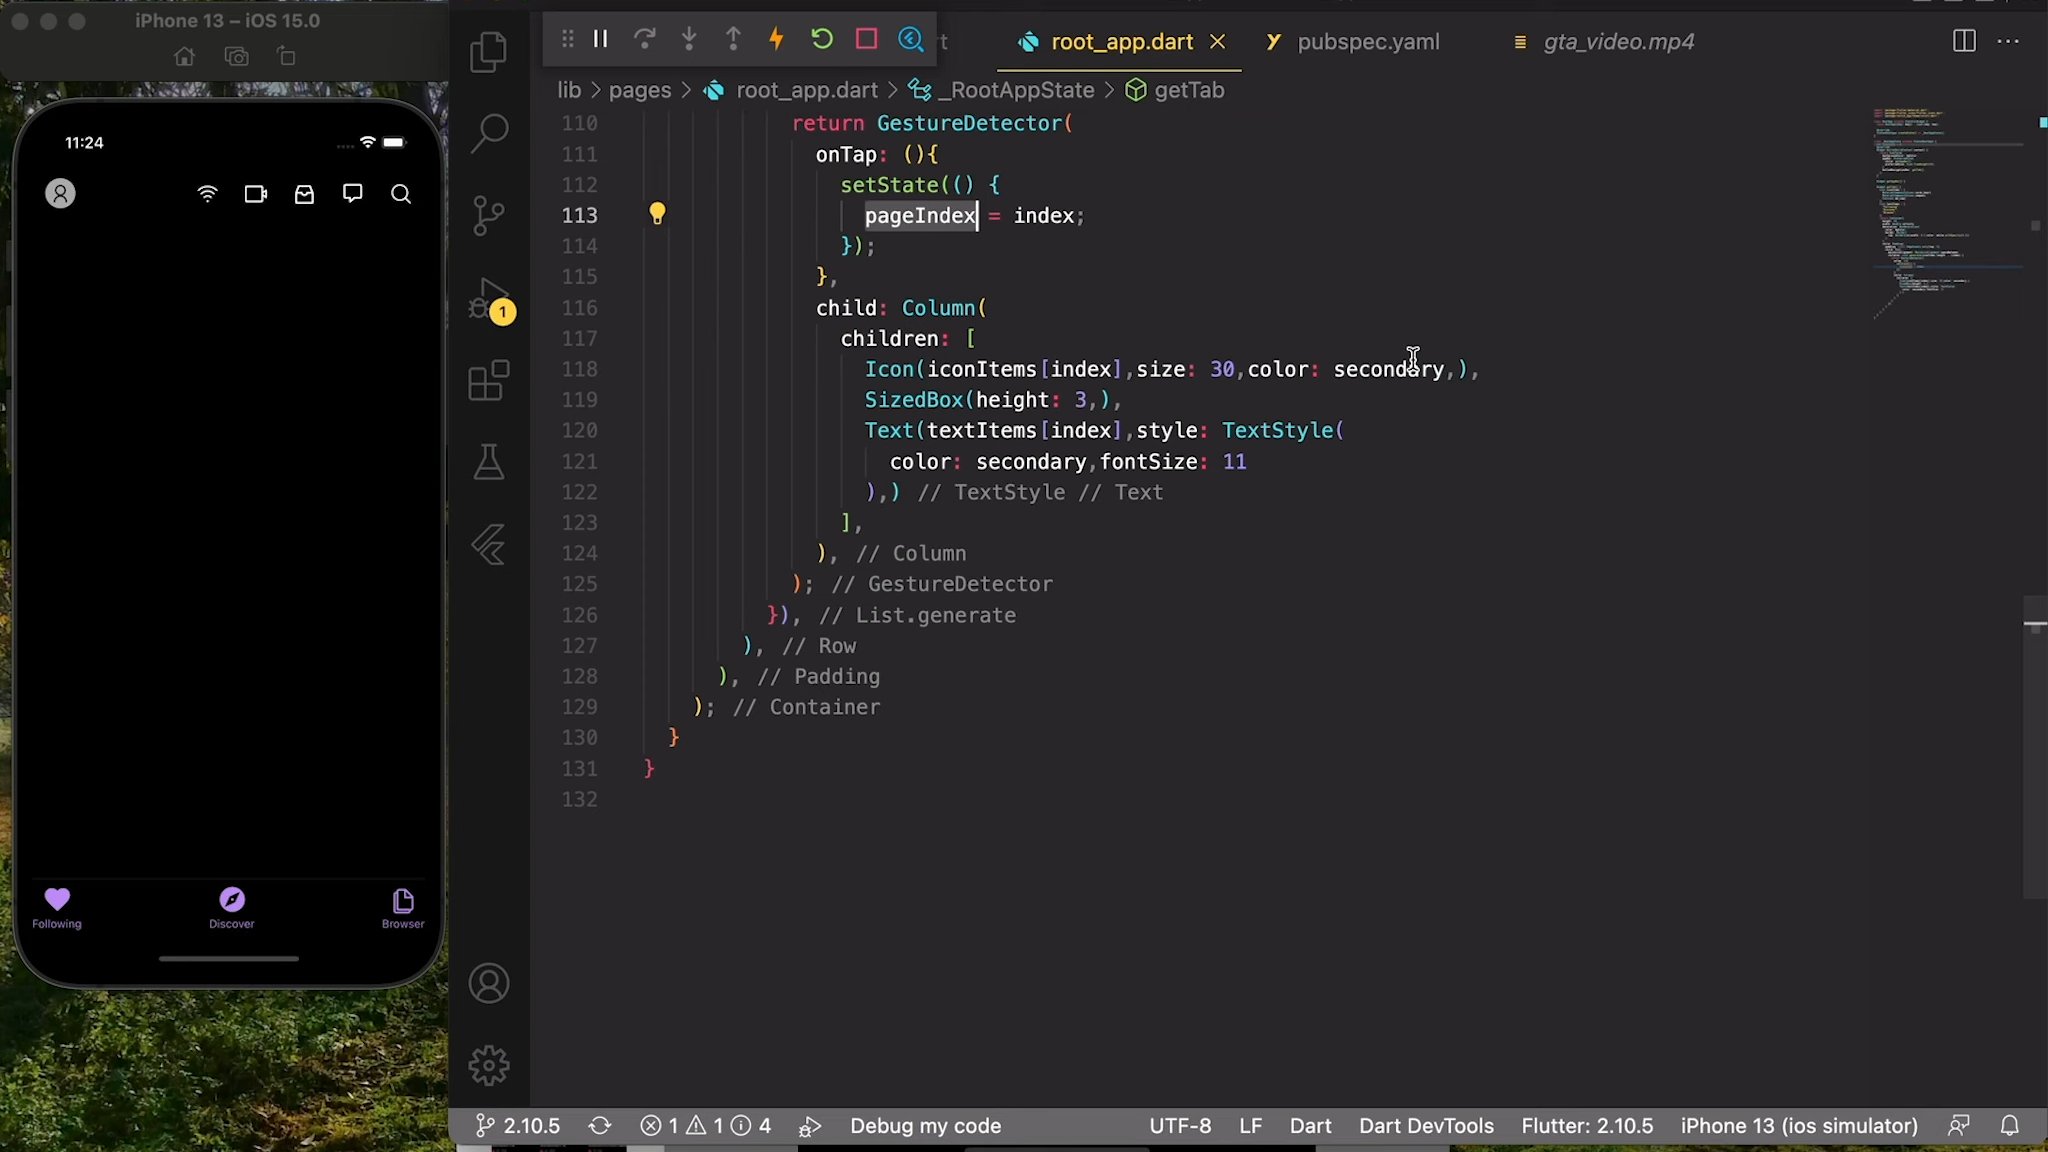 iPhone 13 – iOS 15.0
11:24
Following
Discover
Browser
1
rt
root_app.dart
pubspec.yaml
gta_video.mp4
lib > pages > root_app.dart > _RootAppState > getTab
110 return GestureDetector(
111 onTap: (){
112 setState(() {
113 pageIndex = index;
114 });
115 },
116 child: Column(
117 children: [
118 Icon(iconItems[index],size: 30,color: secondary,),
119 SizedBox(height: 3,),
120 Text(textItems[index],style: TextStyle(
121 color: secondary,fontSize: 11
122 ),) // TextStyle // Text
123 ],
124 ), // Column
125 ); // GestureDetector
126 }), // List.generate
127 ), // Row
128 ), // Padding
129 ); // Container
130 }
131 }
132
2.10.5 1 1 4 Debug my code UTF-8 LF Dart Dart DevTools Flutter: 2.10.5 iPhone 13 (ios simulator)